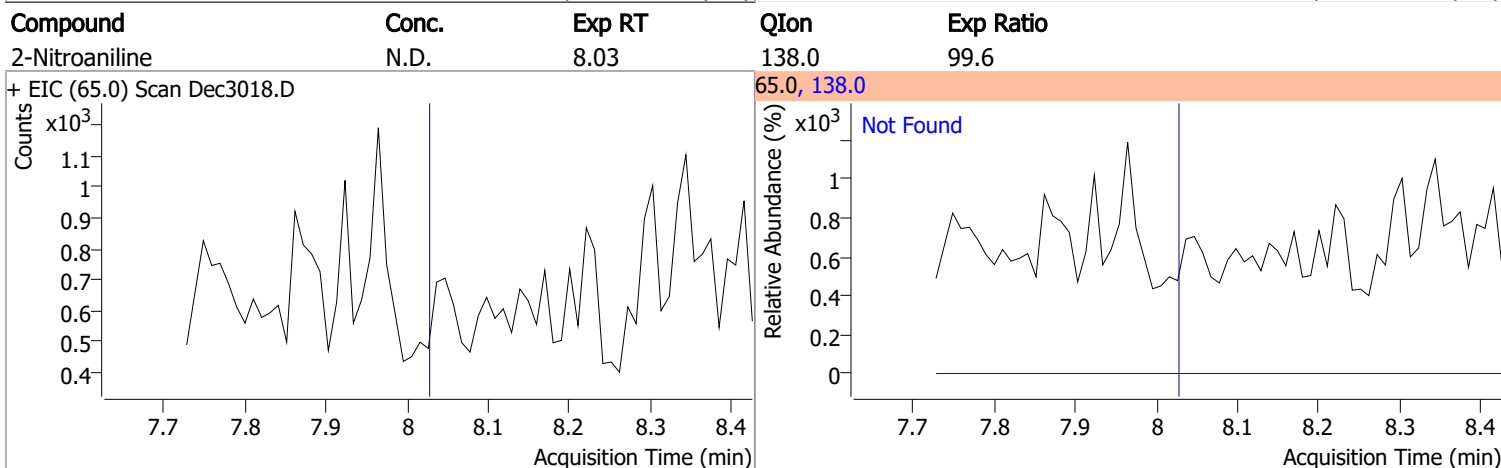 Compound Conc. Exp RT QIon Exp Ratio
2-Nitroaniline N.D. 8.03 138.0 99.6
+ EIC (65.0) Scan Dec3018.D
Counts
x10³
1.1
1
0.9
0.8
0.7
0.6
0.5
0.4
7.7 7.8 7.9 8 8.1 8.2 8.3 8.4
Acquisition Time (min)
65.0, 138.0
Relative Abundance (%)
x10³
Not Found
1
0.8
0.6
0.4
0.2
0
7.7 7.8 7.9 8 8.1 8.2 8.3 8.4
Acquisition Time (min)